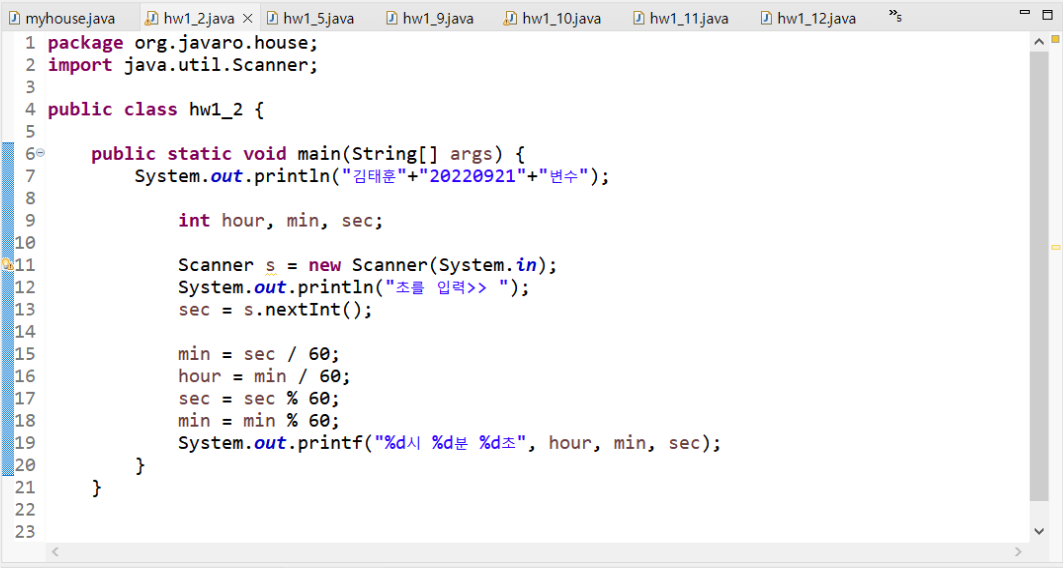 myhouse.java hw1_2.java hw1_5.java hw1_9.java hw1_10.java hw1_11.java hw1_12.java »5
1 package org.javaro.house;
2 import java.util.Scanner;
3
4 public class hw1_2 {
5
6 public static void main(String[] args) {
7 System.out.println("김태훈"+"20220921"+"변수");
8
9 int hour, min, sec;
10
11 Scanner s = new Scanner(System.in);
12 System.out.println("초를 입력>> ");
13 sec = s.nextInt();
14
15 min = sec / 60;
16 hour = min / 60;
17 sec = sec % 60;
18 min = min % 60;
19 System.out.printf("%d시 %d분 %d초", hour, min, sec);
20 }
21 }
22
23